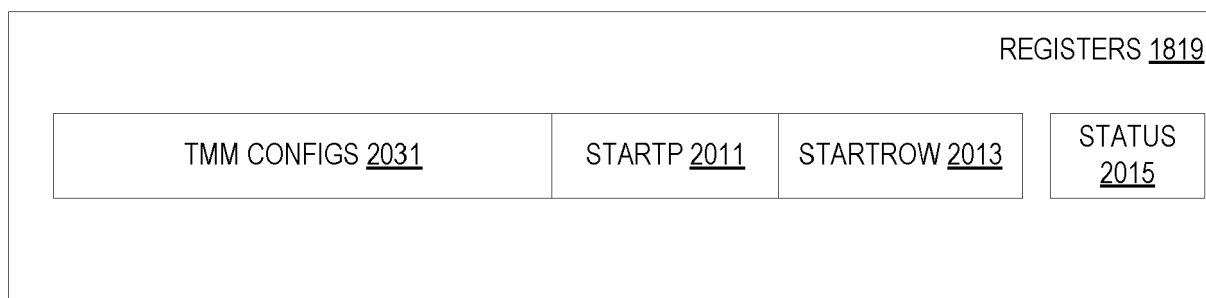 REGISTERS 1819
TMM CONFIGS 2031
STARTP 2011
STARTROW 2013
STATUS
2015